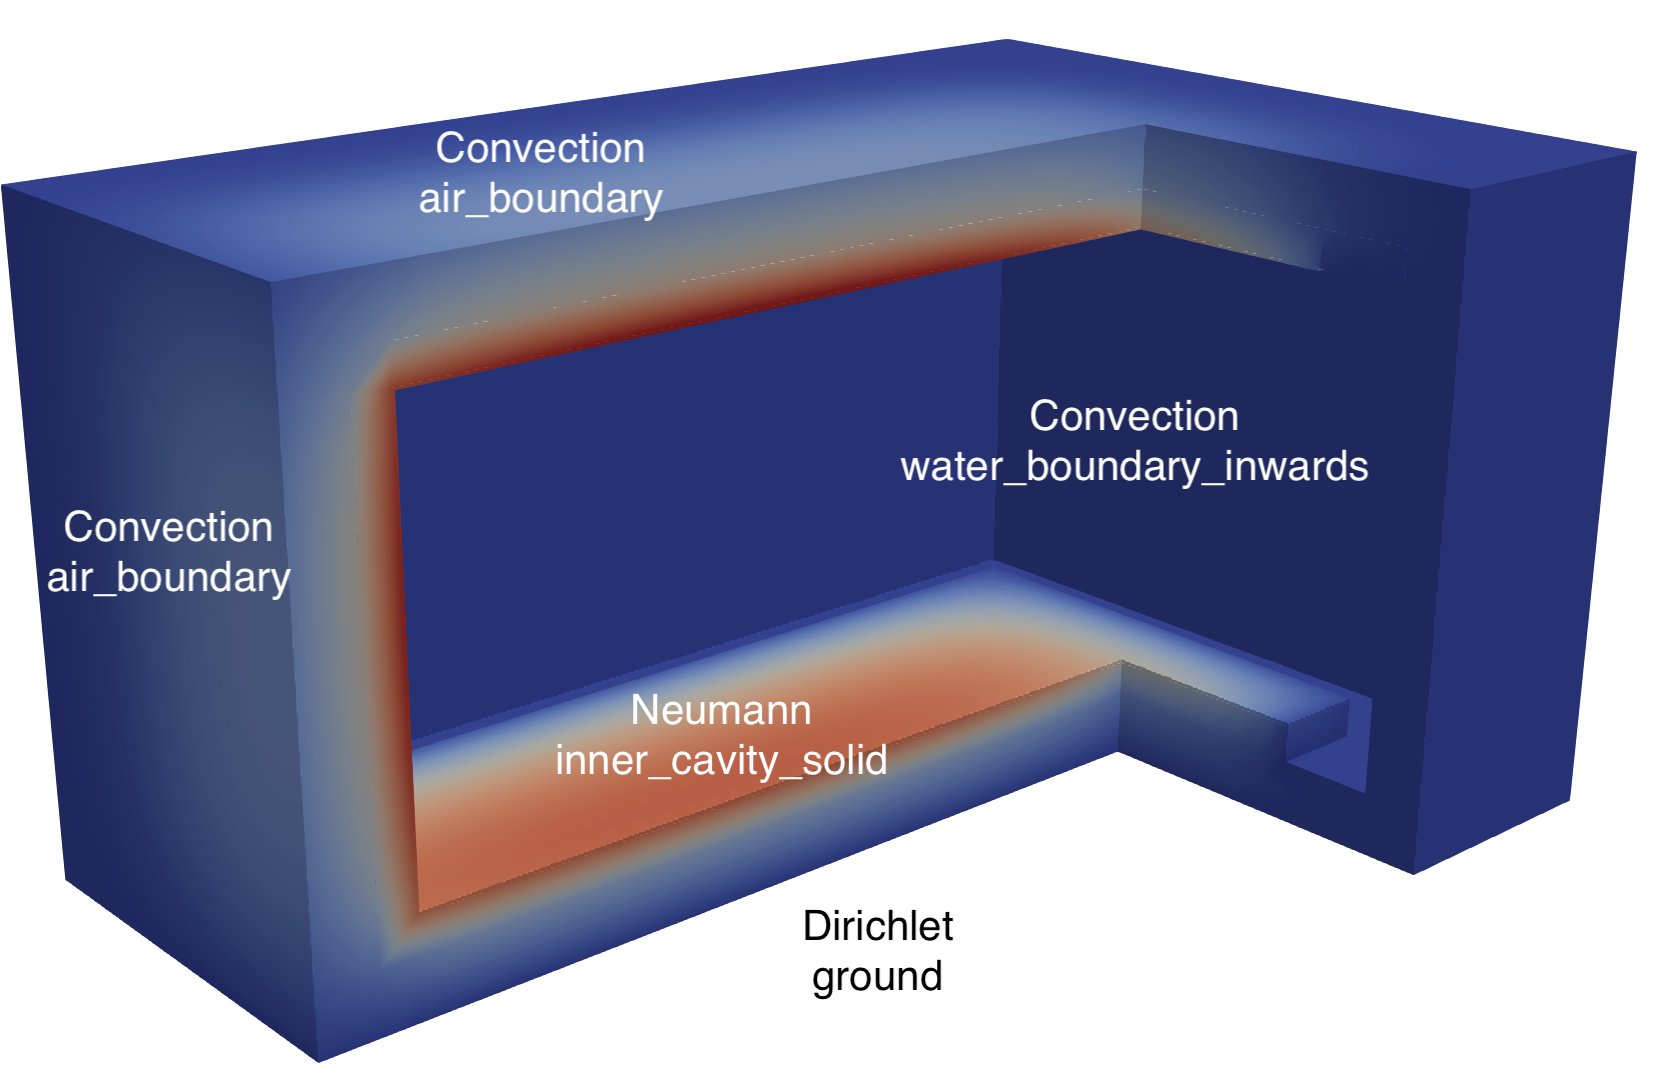 Convection
air_boundary
Convection
water_boundary_inwards
Convection
air_boundary
Neumann
inner_cavity_solid
Dirichlet
ground